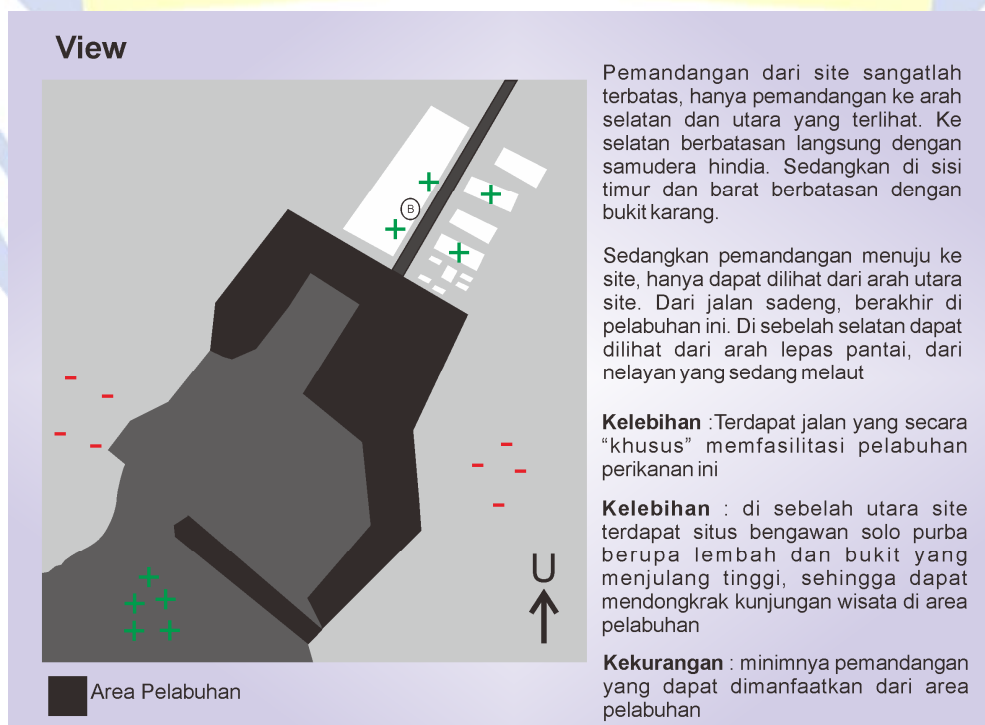 View
B
U
Area Pelabuhan
Pemandangan dari site sangatlah
terbatas, hanya pemandangan ke arah
selatan dan utara yang terlihat. Ke
selatan berbatasan langsung dengan
samudera hindia. Sedangkan di sisi
timur dan barat berbatasan dengan
bukit karang.
Sedangkan pemandangan menuju ke
site, hanya dapat dilihat dari arah utara
site. Dari jalan sadeng, berakhir di
pelabuhan ini. Di sebelah selatan dapat
dilihat dari arah lepas pantai, dari
nelayan yang sedang melaut
Kelebihan :Terdapat jalan yang secara
“khusus” memfasilitasi pelabuhan
perikanan ini
Kelebihan : di sebelah utara site
terdapat situs bengawan solo purba
berupa lembah dan bukit yang
menjulang tinggi, sehingga dapat
mendongkrak kunjungan wisata di area
pelabuhan
Kekurangan : minimnya pemandangan
yang dapat dimanfaatkan dari area
pelabuhan